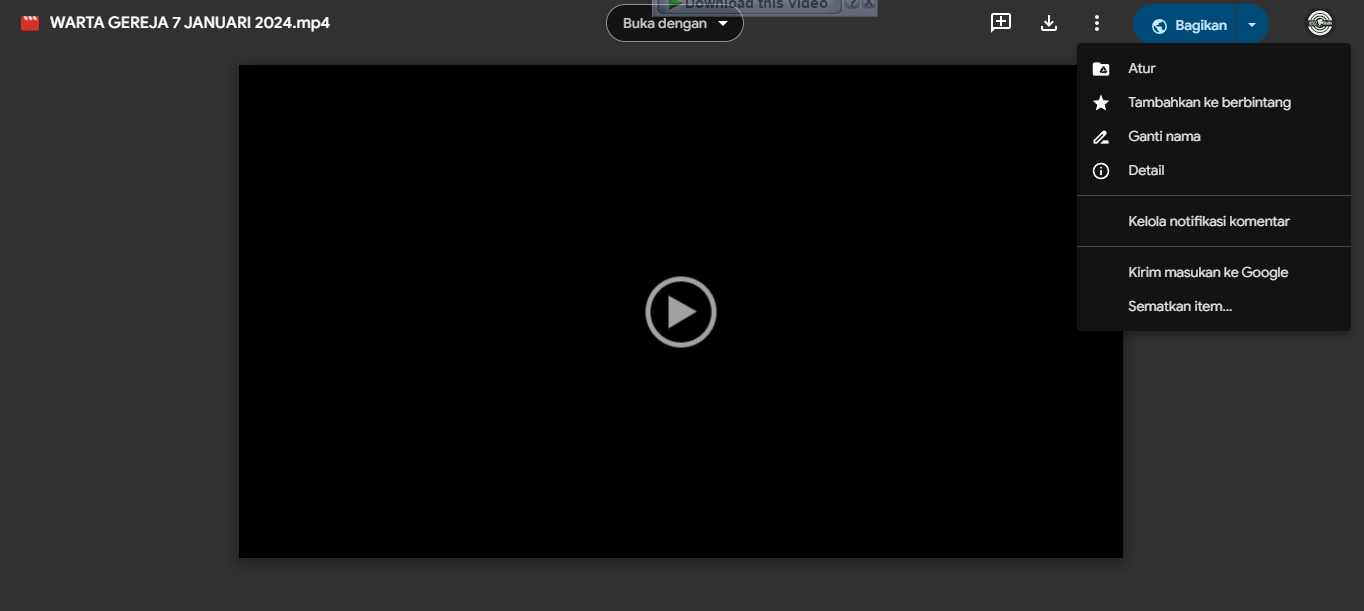 WARTA GEREJA 7 JANUARI 2024.mp4
Download this video
Buka dengan
Bagikan
Atur
Tambahkan ke berbintang
Ganti nama
Detail
Kelola notifikasi komentar
Kirim masukan ke Google
Sematkan item...